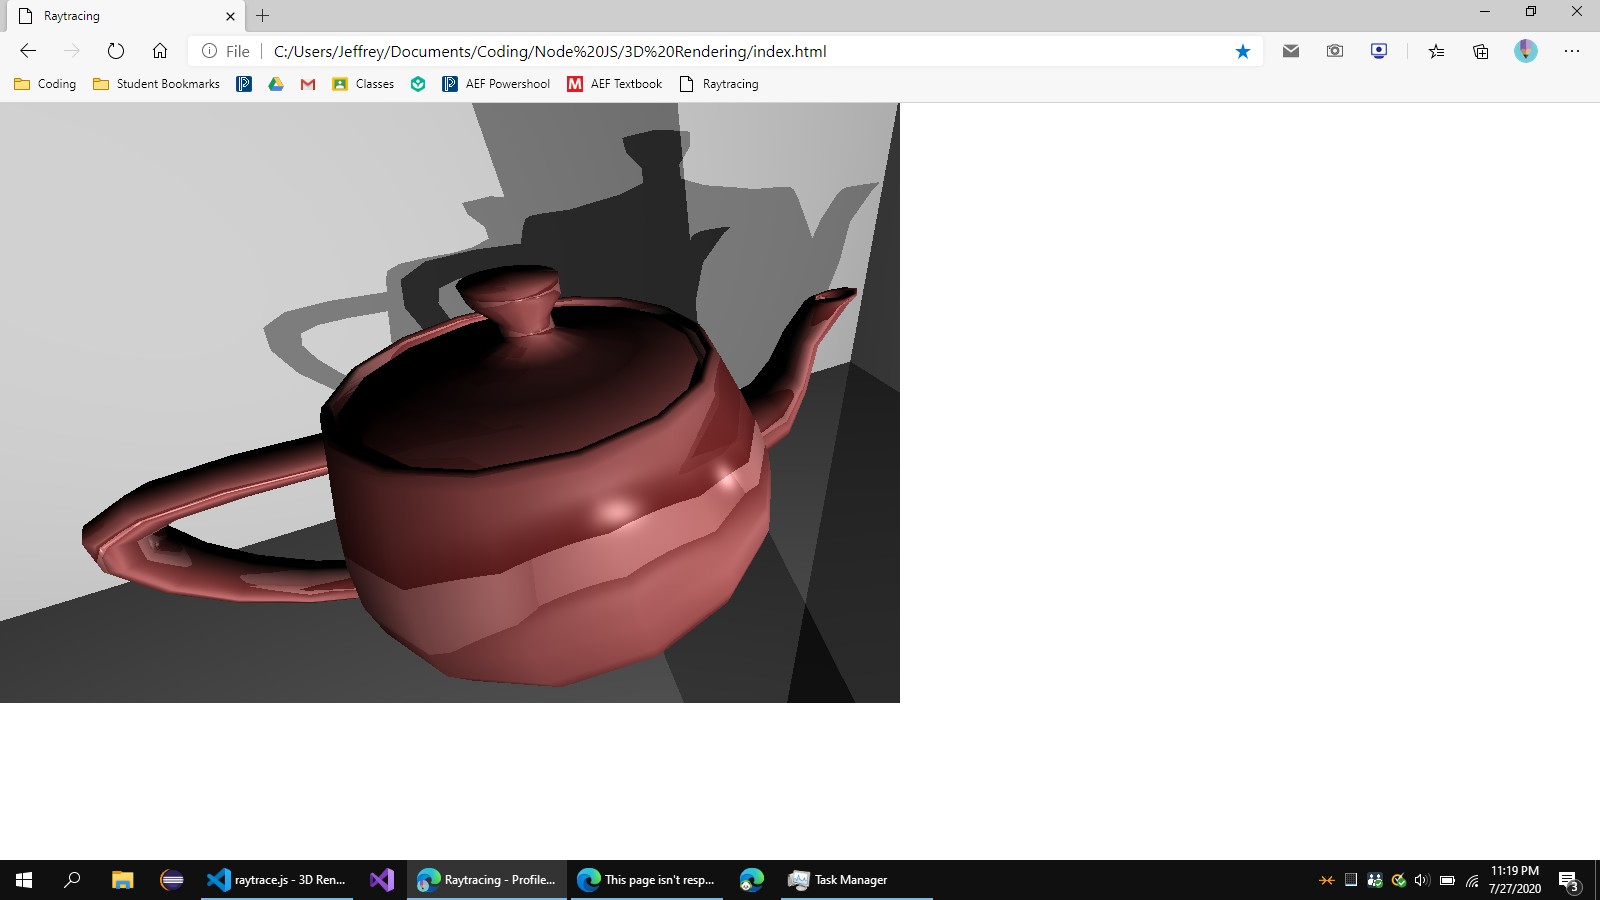 Raytracing
File
C:/Users/Jeffrey/Documents/Coding/Node%20JS/3D%20Rendering/index.html
Coding Student Bookmarks Classes AEF Powershool AEF Textbook Raytracing
raytrace.js - 3D Ren... Raytracing - Profile... This page isn't resp... Task Manager
11:19 PM
7/27/2020
3